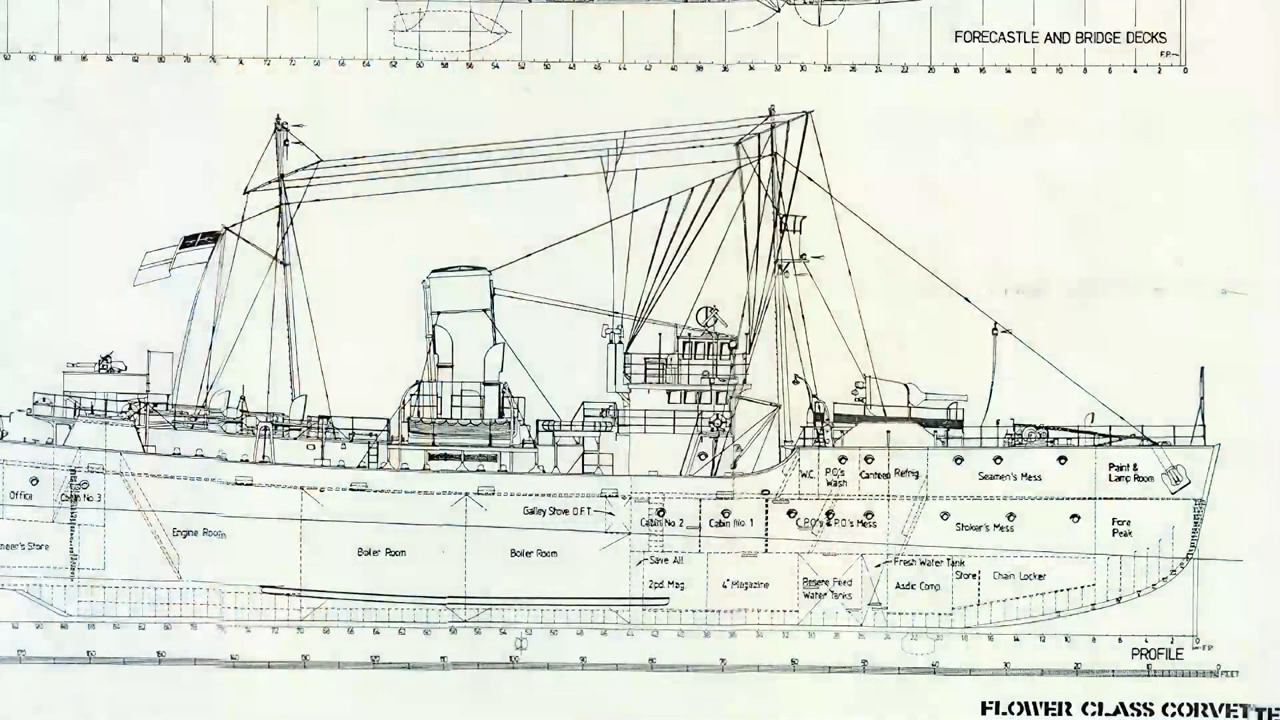 FORECASTLE AND BRIDGE DECKS
F.P.
W.C.
P.O.'s
Wash
Canteen
Refrig.
Seamen's Mess
Paint &
Lamp Room
Office
Cabin No. 3
Galley Stove O.F.T
Cabin No. 2
Cabin No. 1
C.P.O's & P.O.'s Mess
Stoker's Mess
Fore
Peak
Engine Room
neer's Store
Boiler Room
Boiler Room
Save All
Fresh Water Tank
2pd. Mag.
4" Magazine
Reserve Feed
Water Tanks
Asdic Comp.
Store
Chain Locker
PROFILE
F.P.
FEET
FLOWER CLASS CORVETTE